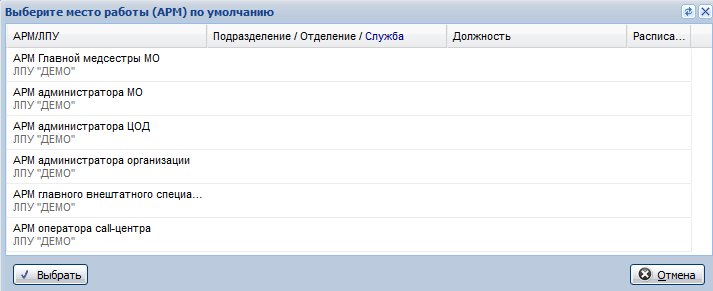 Выберите место работы (АРМ) по умолчанию
АРМ/ЛПУ Подразделение / Отделение / Служба Должность Расписа...
АРМ Главной медсестры МО
ЛПУ "ДЕМО"
АРМ администратора МО
ЛПУ "ДЕМО"
АРМ администратора ЦОД
ЛПУ "ДЕМО"
АРМ администратора организации
ЛПУ "ДЕМО"
АРМ главного внештатного специа...
ЛПУ "ДЕМО"
АРМ оператора call-центра
ЛПУ "ДЕМО"
Выбрать Отмена